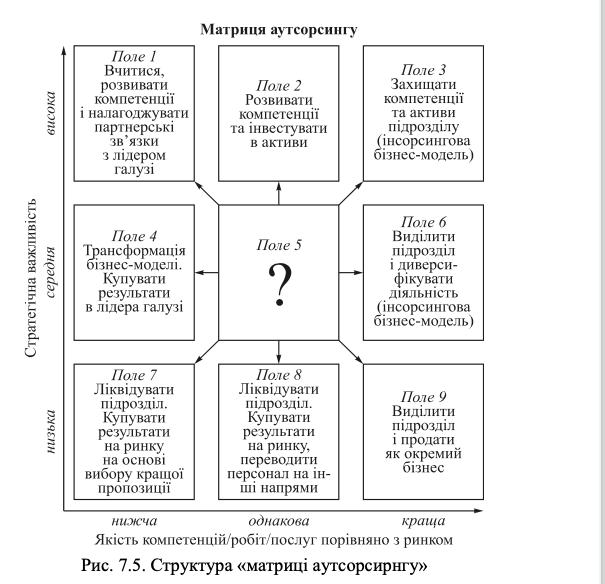 Матриця аутсорсингу
Стратегічна важливість
висока
Поле 1
Вчитися,
розвивати
компетенції
і налагоджувати
партнерські
зв’язки
з лідером
галузі
Поле 2
Розвивати
компетенції
та інвестувати
в активи
Поле 3
Захищати
компетенції
та активи
підрозділу
(інсорсингова
бізнес-модель)
середня
Поле 4
Трансформація
бізнес-моделі.
Купувати
результати
в лідера галузі
Поле 5
?
Поле 6
Виділити
підрозділ
і диверси-
фікувати
діяльність
(інсорсингова
бізнес-модель)
низька
Поле 7
Ліквідувати
підрозділ.
Купувати
результати
на ринку
на основі
вибору кращої
пропозиції
Поле 8
Ліквідувати
підрозділ.
Купувати
результати
на ринку,
переводити
персонал на ін-
ші напрями
Поле 9
Виділити
підрозділ
і продати
як окремий
бізнес
нижча
однакова
краща
Якість компетенцій/робіт/послуг порівняно з ринком
Рис. 7.5. Структура «матриці аутсорсирнгу»